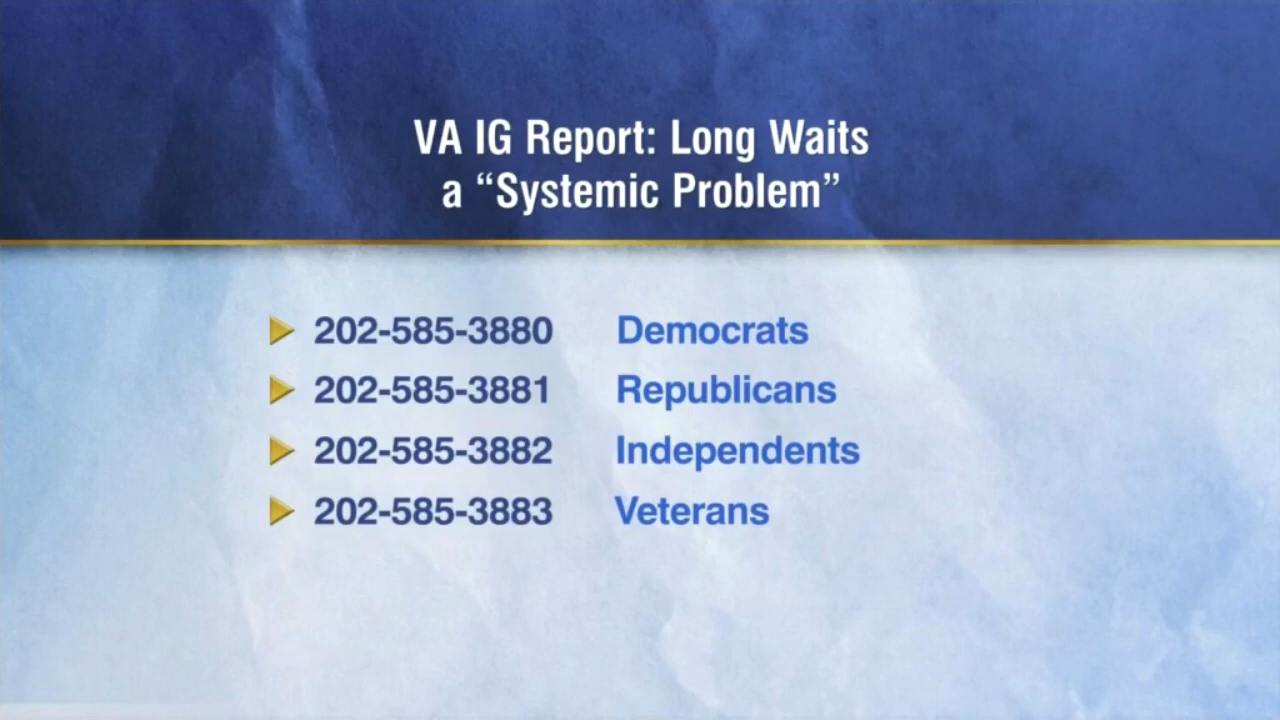 VA IG Report: Long Waits
a “Systemic Problem”
202-585-3880 Democrats
202-585-3881 Republicans
202-585-3882 Independents
202-585-3883 Veterans